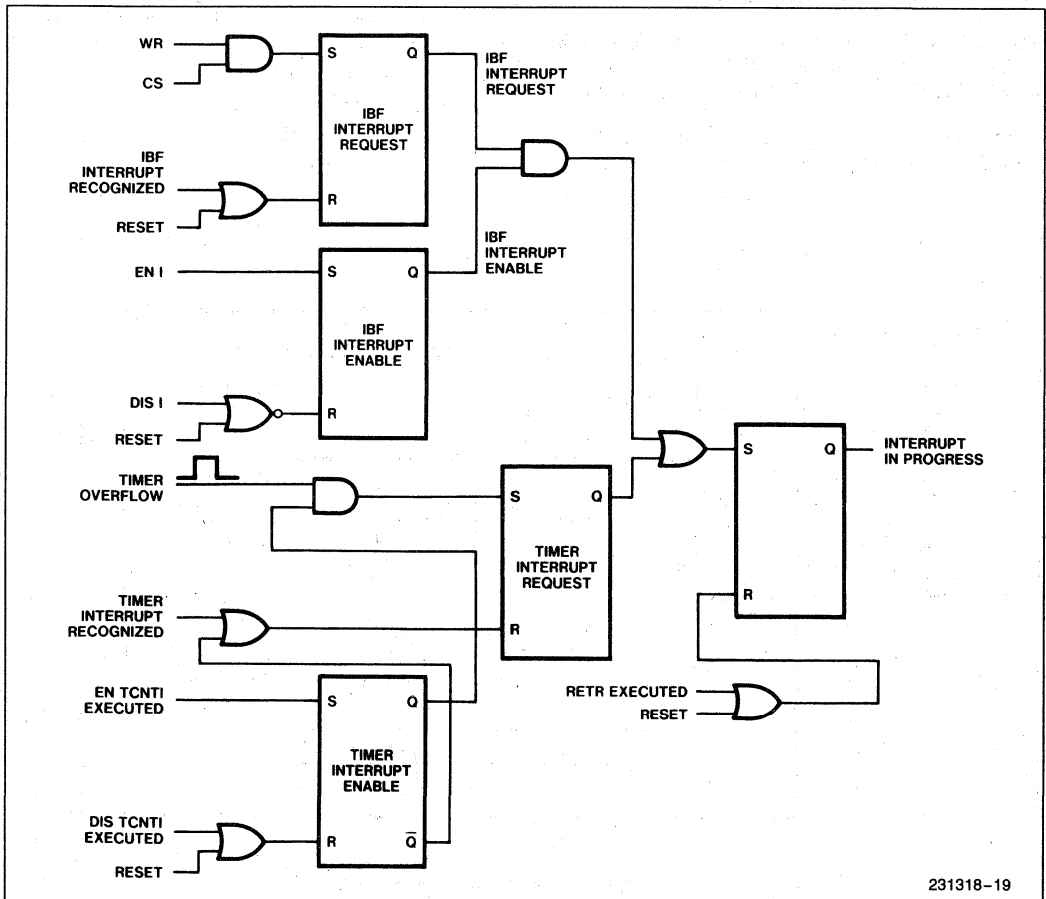 WR
CS
S
Q
IBF
INTERRUPT
REQUEST
IBF
INTERRUPT
REQUEST
IBF
INTERRUPT
RECOGNIZED
RESET
R
EN I
S
Q
IBF
INTERRUPT
ENABLE
IBF
INTERRUPT
ENABLE
DIS I
RESET
R
TIMER
OVERFLOW
S
Q
TIMER
INTERRUPT
REQUEST
R
S
Q
INTERRUPT
IN PROGRESS
R
TIMER
INTERRUPT
RECOGNIZED
EN TCNTI
EXECUTED
S
Q
TIMER
INTERRUPT
ENABLE
RETR EXECUTED
RESET
DIS TCNTI
EXECUTED
RESET
R
Q̅
231318–19